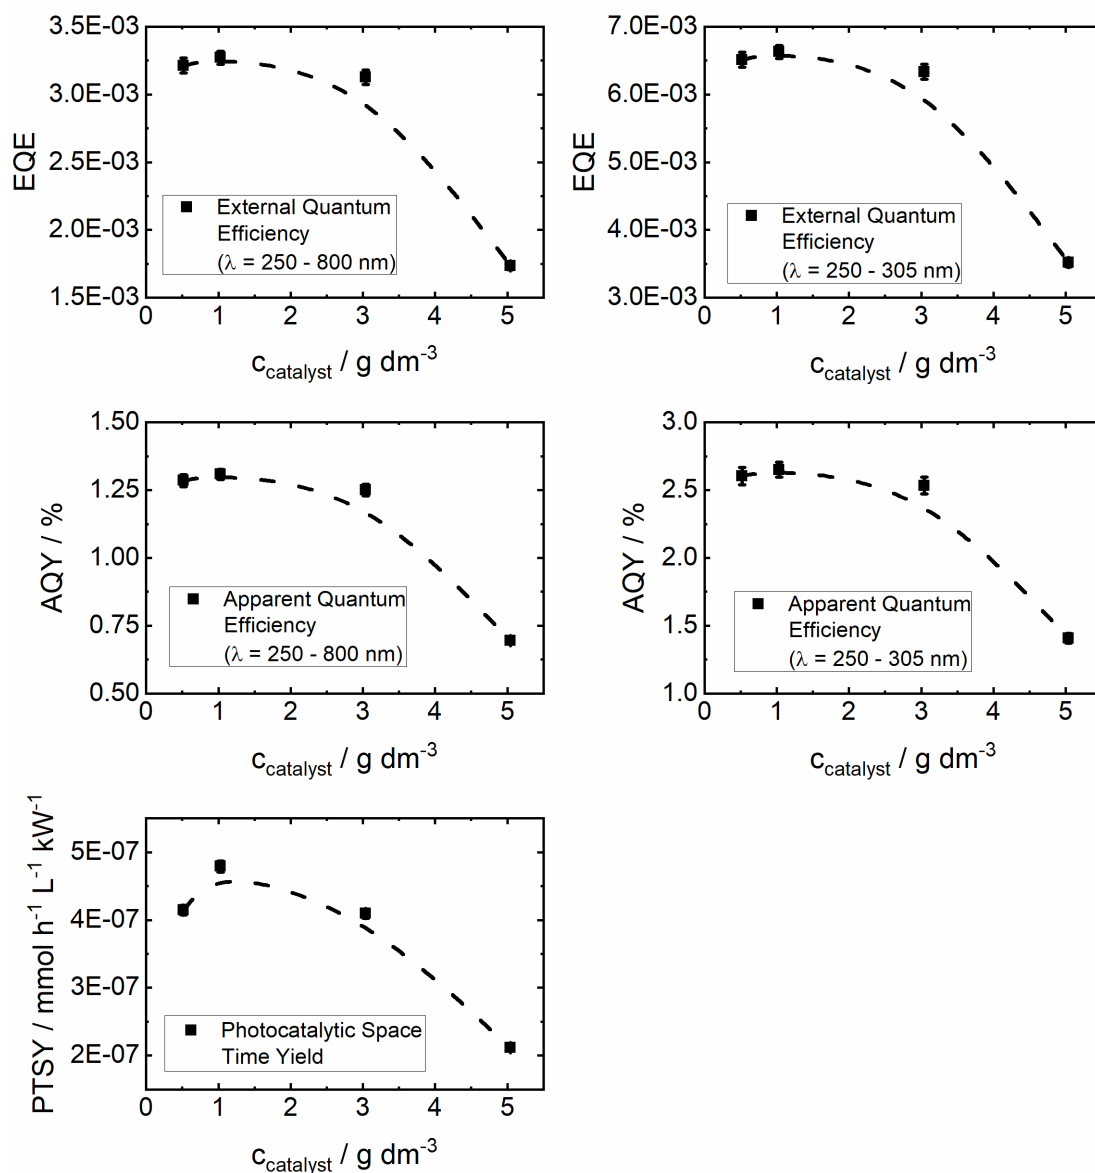 3.5E-03
3.0E-03
2.5E-03
2.0E-03
1.5E-03
EQE
External Quantum
Efficiency
(λ = 250 - 800 nm)
0 1 2 3 4 5
c_catalyst / g dm⁻³
7.0E-03
6.0E-03
5.0E-03
4.0E-03
3.0E-03
EQE
External Quantum
Efficiency
(λ = 250 - 305 nm)
0 1 2 3 4 5
c_catalyst / g dm⁻³
1.50
1.25
1.00
0.75
0.50
AQY / %
Apparent Quantum
Efficiency
(λ = 250 - 800 nm)
0 1 2 3 4 5
c_catalyst / g dm⁻³
3.0
2.5
2.0
1.5
1.0
AQY / %
Apparent Quantum
Efficiency
(λ = 250 - 305 nm)
0 1 2 3 4 5
c_catalyst / g dm⁻³
5E-07
4E-07
3E-07
2E-07
PTSY / mmol h⁻¹ L⁻¹ kW⁻¹
Photocatalytic Space
Time Yield
0 1 2 3 4 5
c_catalyst / g dm⁻³